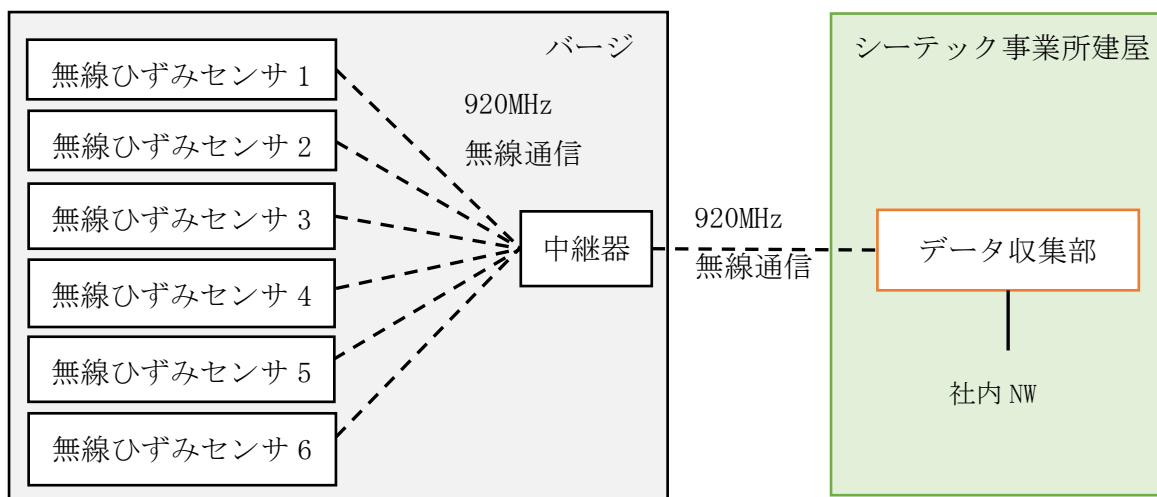 バージ
無線ひずみセンサ 1
無線ひずみセンサ 2
無線ひずみセンサ 3
無線ひずみセンサ 4
無線ひずみセンサ 5
無線ひずみセンサ 6
920MHz
無線通信
中継器
920MHz
無線通信
シーテック事業所建屋
データ収集部
社内 NW